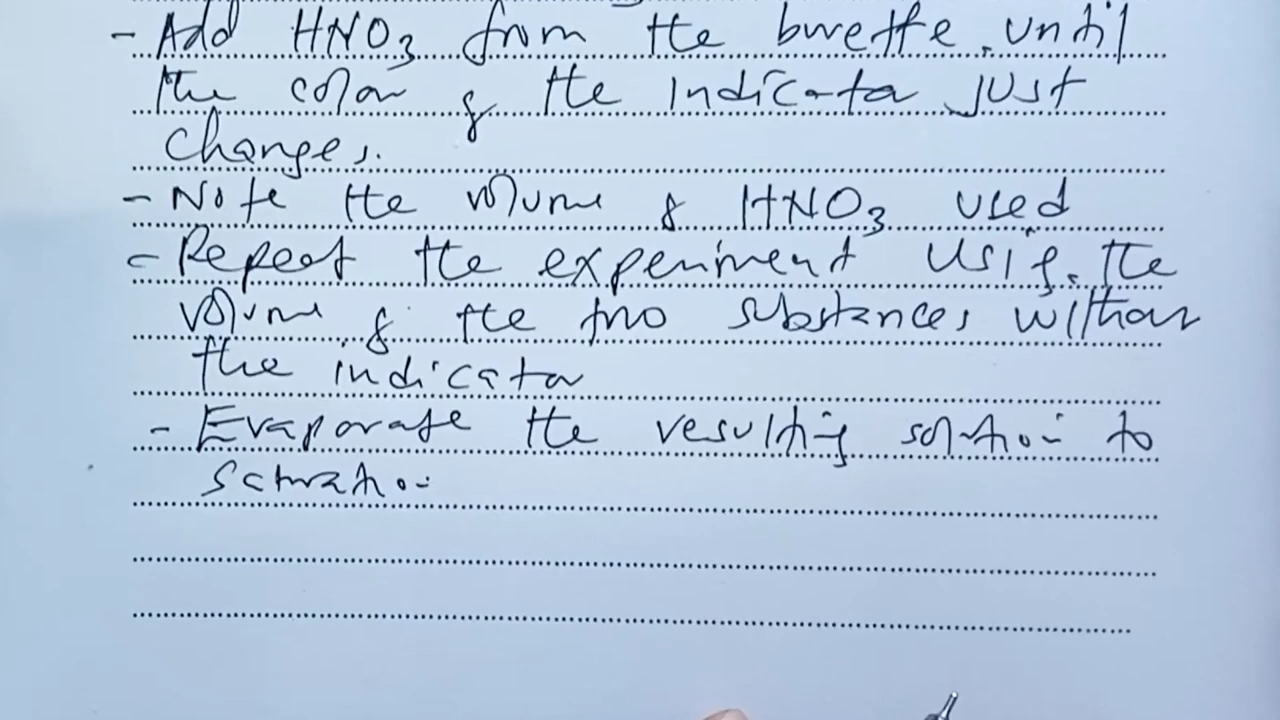 - Add HNO3 from the burette until
the colour of the Indicator just
changes.
- Note the volume of HNO3 used
- Repeat the experiment using the
volume of the two substances without
the indicator
- Evaporate the resulting solution to
saturation